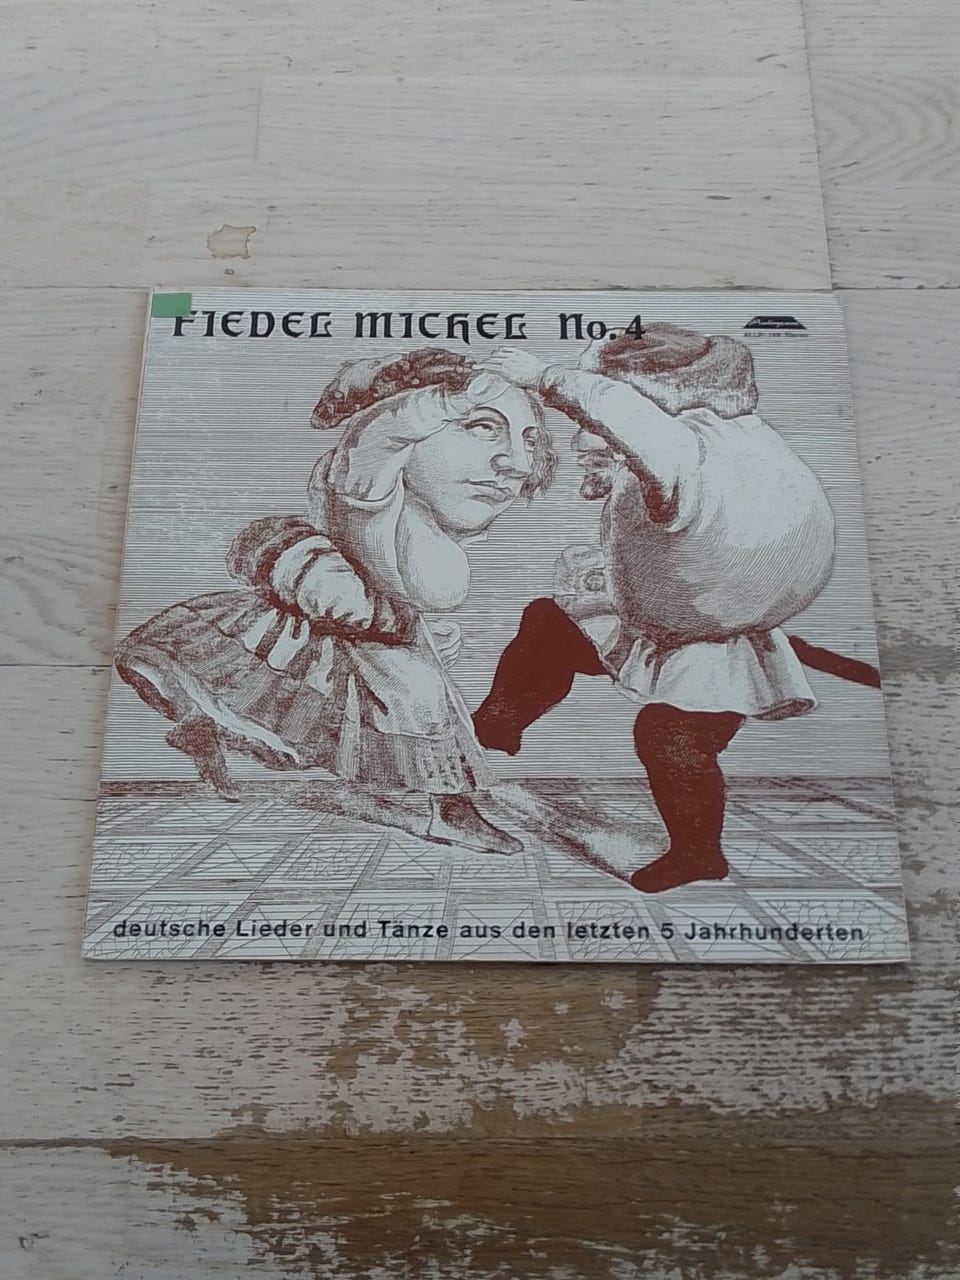 FIEDEL MICHEL No. 4
deutsche Lieder und Tänze aus den letzten 5 Jahrhunderten